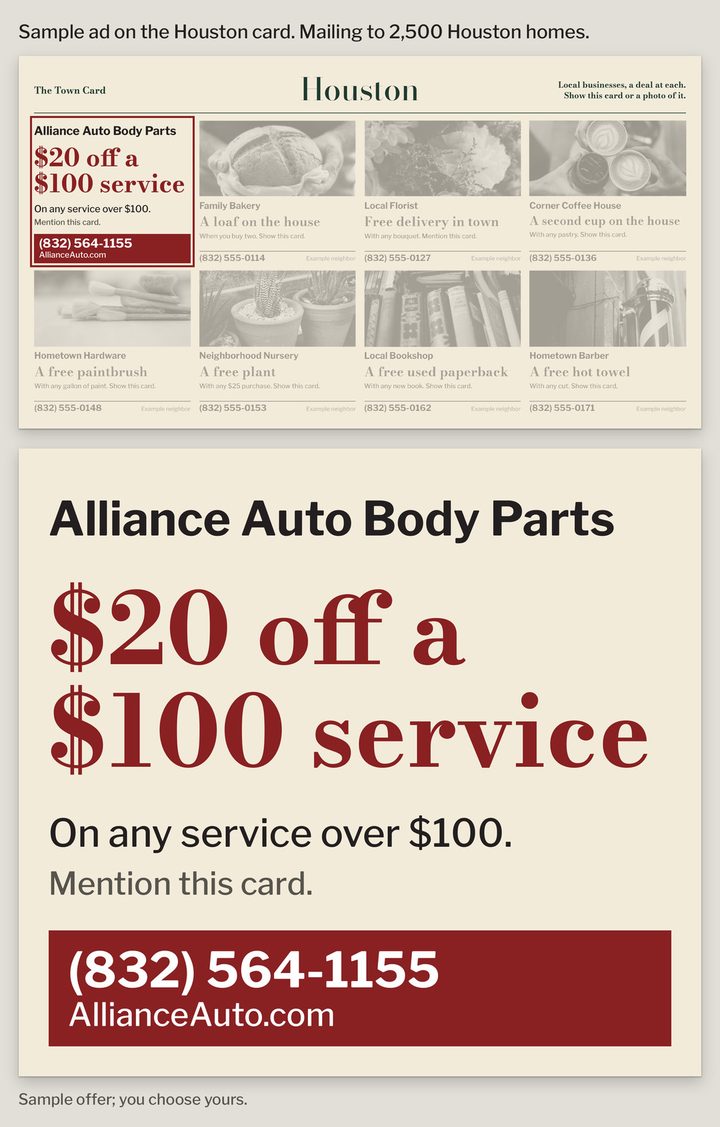 Sample ad on the Houston card. Mailing to 2,500 Houston homes.
The Town Card
Houston
Local businesses, a deal at each.
Show this card or a photo of it.
Alliance Auto Body Parts
$20 off a
$100 service
On any service over $100.
Mention this card.
(832) 564-1155
AllianceAuto.com
Family Bakery
A loaf on the house
When you buy two. Show this card.
(832) 555-0114
Example neighbor
Local Florist
Free delivery in town
With any bouquet. Mention this card.
(832) 555-0127
Example neighbor
Corner Coffee House
A second cup on the house
With any pastry. Show this card.
(832) 555-0136
Example neighbor
Hometown Hardware
A free paintbrush
With any gallon of paint. Show this card.
(832) 555-0148
Example neighbor
Neighborhood Nursery
A free plant
With any $25 purchase. Show this card.
(832) 555-0153
Example neighbor
Local Bookshop
A free used paperback
With any new book. Show this card.
(832) 555-0162
Example neighbor
Hometown Barber
A free hot towel
With any cut. Show this card.
(832) 555-0171
Example neighbor
Alliance Auto Body Parts
$20 off a
$100 service
On any service over $100.
Mention this card.
(832) 564-1155
AllianceAuto.com
Sample offer; you choose yours.